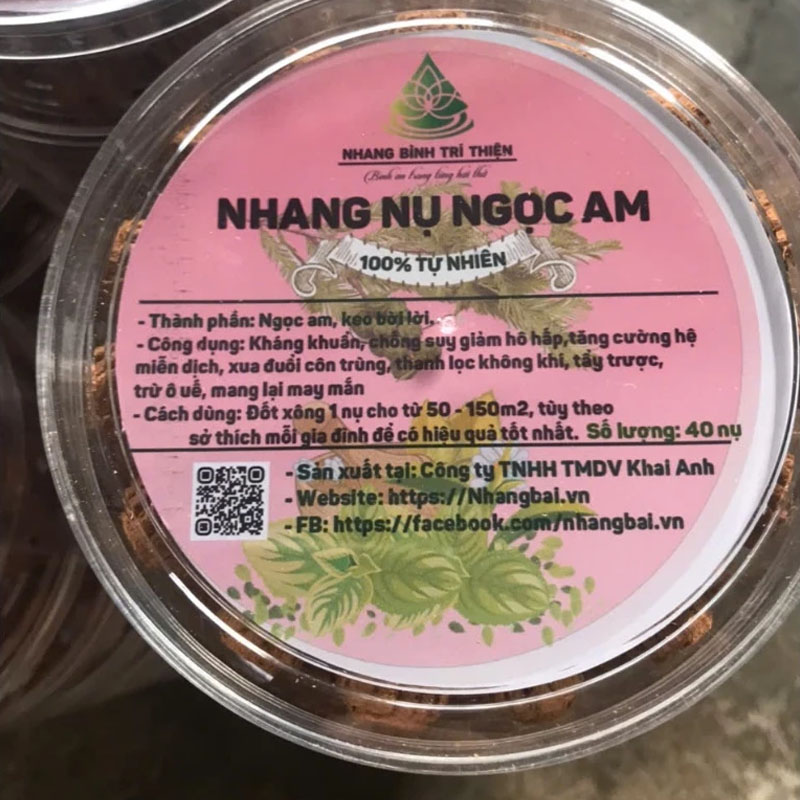 NHANG BÌNH TRÍ THIỆN
Bình an trong từng hơi thở
NHANG NỤ NGỌC AM
100% TỰ NHIÊN
- Thành phần: Ngọc am, keo bời lời.
- Công dụng: Kháng khuẩn, chống suy giảm hô hấp,tăng cường hệ
miễn dịch, xua đuổi côn trùng, thanh lọc không khí, tẩy trược,
trừ ô uế, mang lại may mắn
- Cách dùng: Đốt xông 1 nụ cho từ 50 - 150m2, tùy theo
sở thích mỗi gia đình để có hiệu quả tốt nhất. Số lượng: 40 nụ
- Sản xuất tại: Công ty TNHH TMDV Khai Anh
- Website: https://Nhangbai.vn
- FB: https://facebook.com/nhangbai.vn